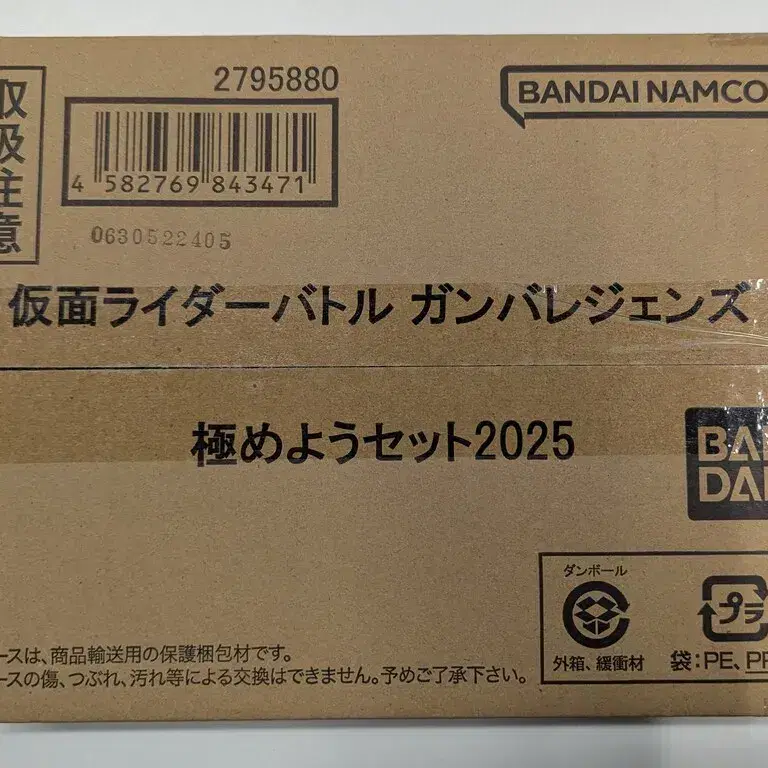 取扱注意
2795880
BANDAI NAMCO
4 582769 843471
0630522405
仮面ライダーバトル ガンバレジェンズ
極めようセット2025
BAN
DAI
ダンボール
プラ
外箱、緩衝材
袋:PE、PP
ースは、商品輸送用の保護梱包材です。
ースの傷、つぶれ、汚れ等による交換はできません。予めご了承下さい。